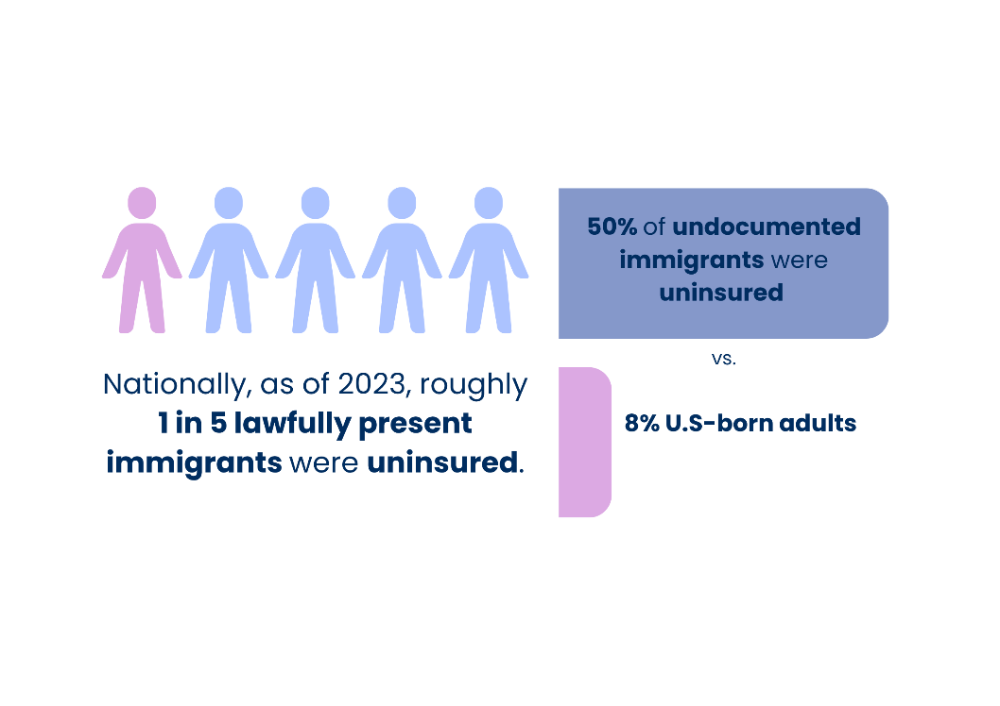 50% of undocumented
immigrants were
uninsured
vs.
Nationally, as of 2023, roughly
1 in 5 lawfully present
immigrants were uninsured.
8% U.S-born adults